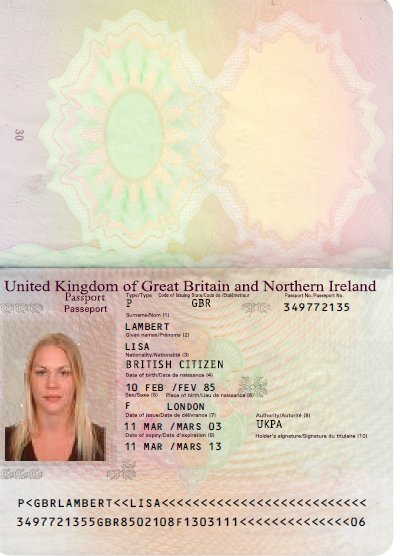 30
United Kingdom of Great Britain and Northern Ireland
Passport
Passeport
Type/Type Code of Issuing State/Code de l'Etat Passport No./Passeport No.
P GBR 349772135
Surname/Nom (1)
LAMBERT
Given names/Prénoms (2)
LISA
Nationality/Nationalité (3)
BRITISH CITIZEN
Date of birth/Date de naissance (4)
10 FEB /FEV 85
Sex/Sexe (5) Place of birth/Lieu de naissance (6)
F LONDON
Date of issue/Date de délivrance (7) Authority/Autorité (8)
11 MAR /MARS 03 UKPA
Date of expiry/Date d'expiration (9) Holder's signature/Signature du titulaire (10)
11 MAR /MARS 13
P<GBRLAMBERT<<LISA<<<<<<<<<<<<<<<<<<<<<<<<<<
3497721355GBR8502108F1303111<<<<<<<<<<<<<<06